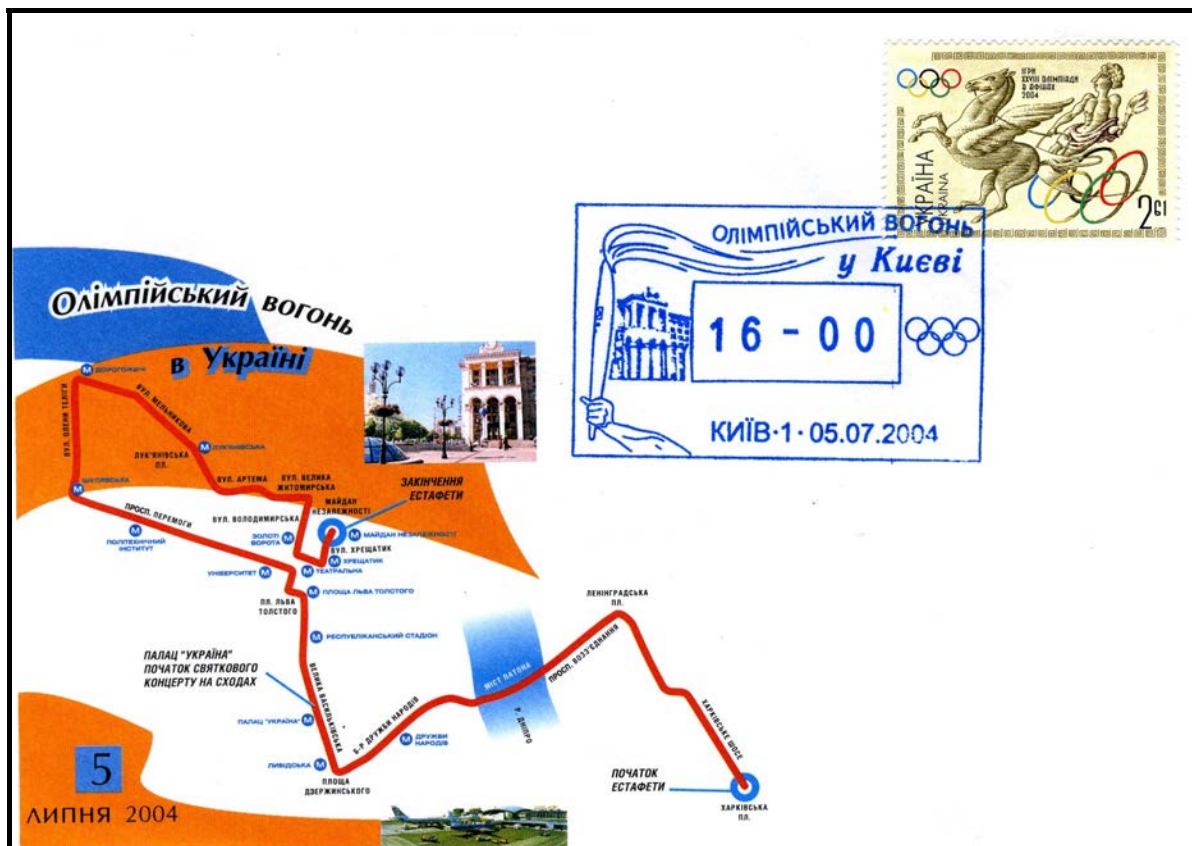 ІГРИ
XXVIII ОЛІМПІАДИ
В АФІНАХ
2004
УКРАЇНА
UKRAINA
2 61
ОЛІМПІЙСЬКИЙ ВОГОНЬ
у Києві
16-00
КИЇВ·1·05.07.2004
Олімпійський вогонь
в Україні
М ДОРОГОЖИЧІ
ВУЛ. ОЛЕНИ ТЕЛІГИ
ВУЛ. МЕЛЬНИКОВА
М ЛУК'ЯНІВСЬКА
ЛУК'ЯНІВСЬКА
ПЛ.
ШУЛЯВСЬКА
М
ВУЛ. АРТЕМА
ВУЛ. ВЕЛИКА
ЖИТОМИРСЬКА
ЗАКІНЧЕННЯ
ЕСТАФЕТИ
МАЙДАН
НЕЗАЛЕЖНОСТІ
ПРОСП. ПЕРЕМОГИ
ВУЛ. ВОЛОДИМИРСЬКА
М
ПОЛІТЕХНІЧНИЙ
ІНСТИТУТ
ЗОЛОТІ
ВОРОТА
М
М МАЙДАН НЕЗАЛЕЖНОСТІ
ВУЛ. ХРЕЩАТИК
М ХРЕЩАТИК
УНІВЕРСИТЕТ М
М ТЕАТРАЛЬНА
М ПЛОЩА ЛЬВА ТОЛСТОГО
ПЛ. ЛЬВА
ТОЛСТОГО
ЛЕНІНГРАДСЬКА
ПЛ.
М РЕСПУБЛІКАНСЬКИЙ СТАДІОН
ПАЛАЦ "УКРАЇНА"
ПОЧАТОК СВЯТКОВОГО
КОНЦЕРТУ НА СХОДАХ
ВЕЛИКА ВАСИЛЬКІВСЬКА
МІСТ ПАТОНА
ПРОСП. ВОЗЗ'ЄДНАННЯ
Р. ДНІПРО
ПАЛАЦ "УКРАЇНА" М
Б-Р ДРУЖБИ НАРОДІВ
М ДРУЖБИ
НАРОДІВ
ХАРКІВСЬКЕ ШОСЕ
ЛИБІДСЬКА М
ПЛОЩА
ДЗЕРЖИНСЬКОГО
ПОЧАТОК
ЕСТАФЕТИ
ХАРКІВСЬКА
ПЛ.
5
ЛИПНЯ 2004